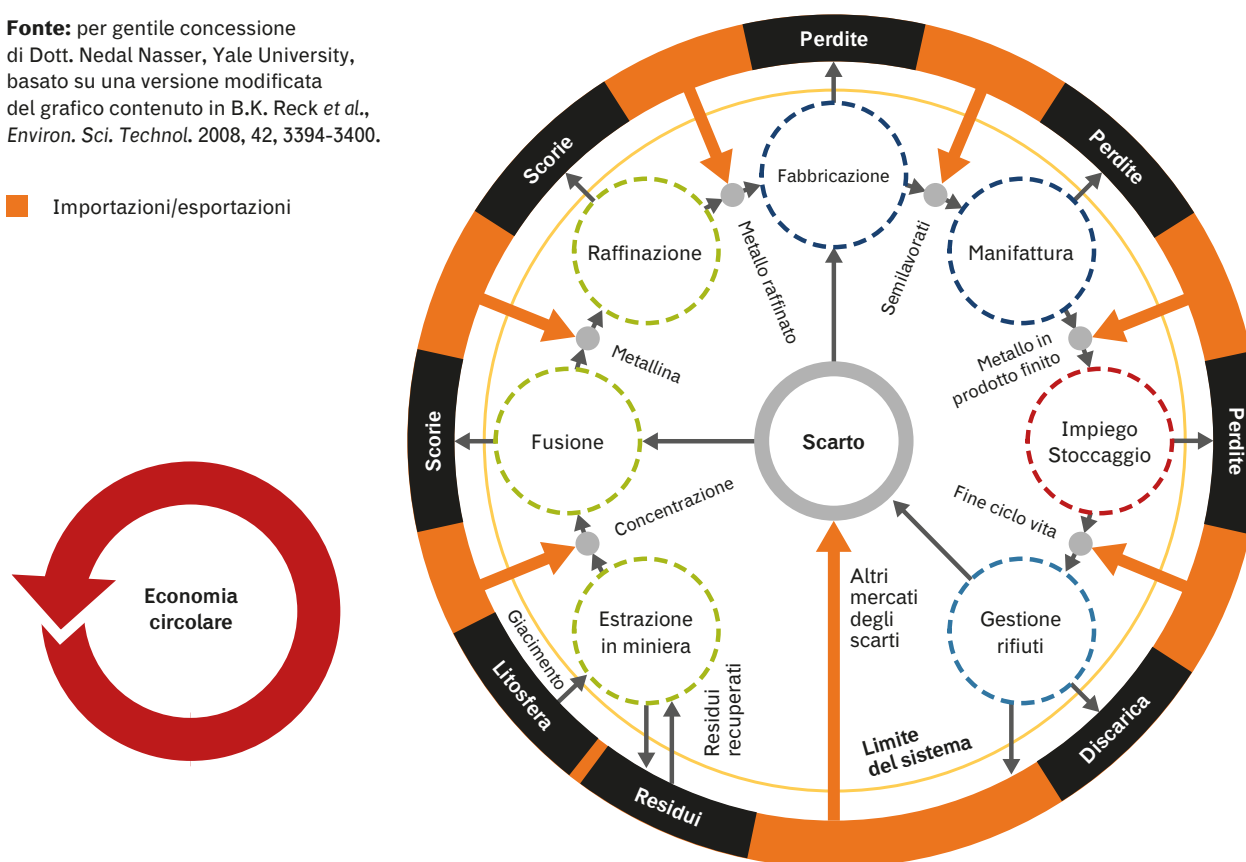 Fonte: per gentile concessione
di Dott. Nedal Nasser, Yale University,
basato su una versione modificata
del grafico contenuto in B.K. Reck et al.,
Environ. Sci. Technol. 2008, 42, 3394-3400.
Importazioni/esportazioni
Perdite
Scorie
Perdite
Fabbricazione
Raffinazione
Metallo raffinato
Semilavorati
Manifattura
Metallina
Metallo in
prodotto finito
Scorie
Fusione
Scarto
Impiego
Stoccaggio
Perdite
Concentrazione
Fine ciclo vita
Economia
circolare
Altri
mercati
degli
scarti
Estrazione
in miniera
Gestione
rifiuti
Giacimento
Litosfera
Residui
recuperati
Limite
del sistema
Discarica
Residui